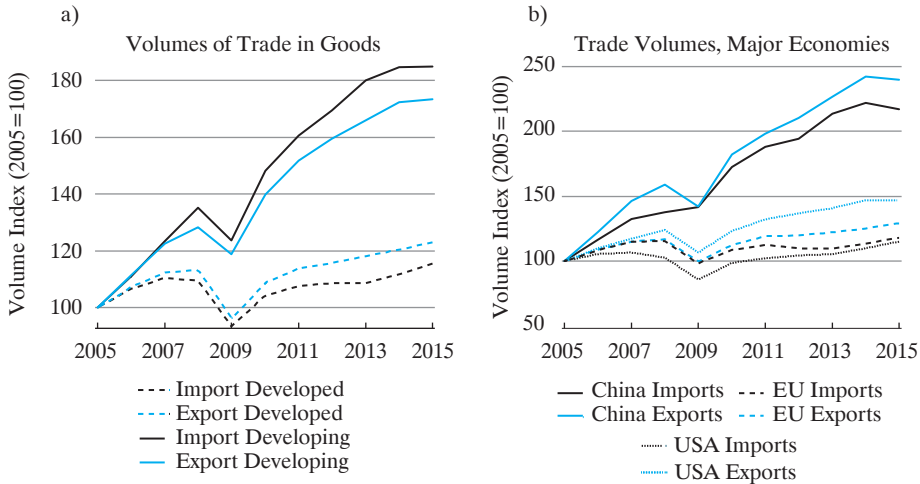 a)
Volumes of Trade in Goods
Volume Index (2005=100)
180
160
140
120
100
2005 2007 2009 2011 2013 2015
Import Developed
Export Developed
Import Developing
Export Developing
b)
Trade Volumes, Major Economies
Volume Index (2005=100)
250
200
150
100
50
2005 2007 2009 2011 2013 2015
China Imports EU Imports
China Exports EU Exports
USA Imports
USA Exports